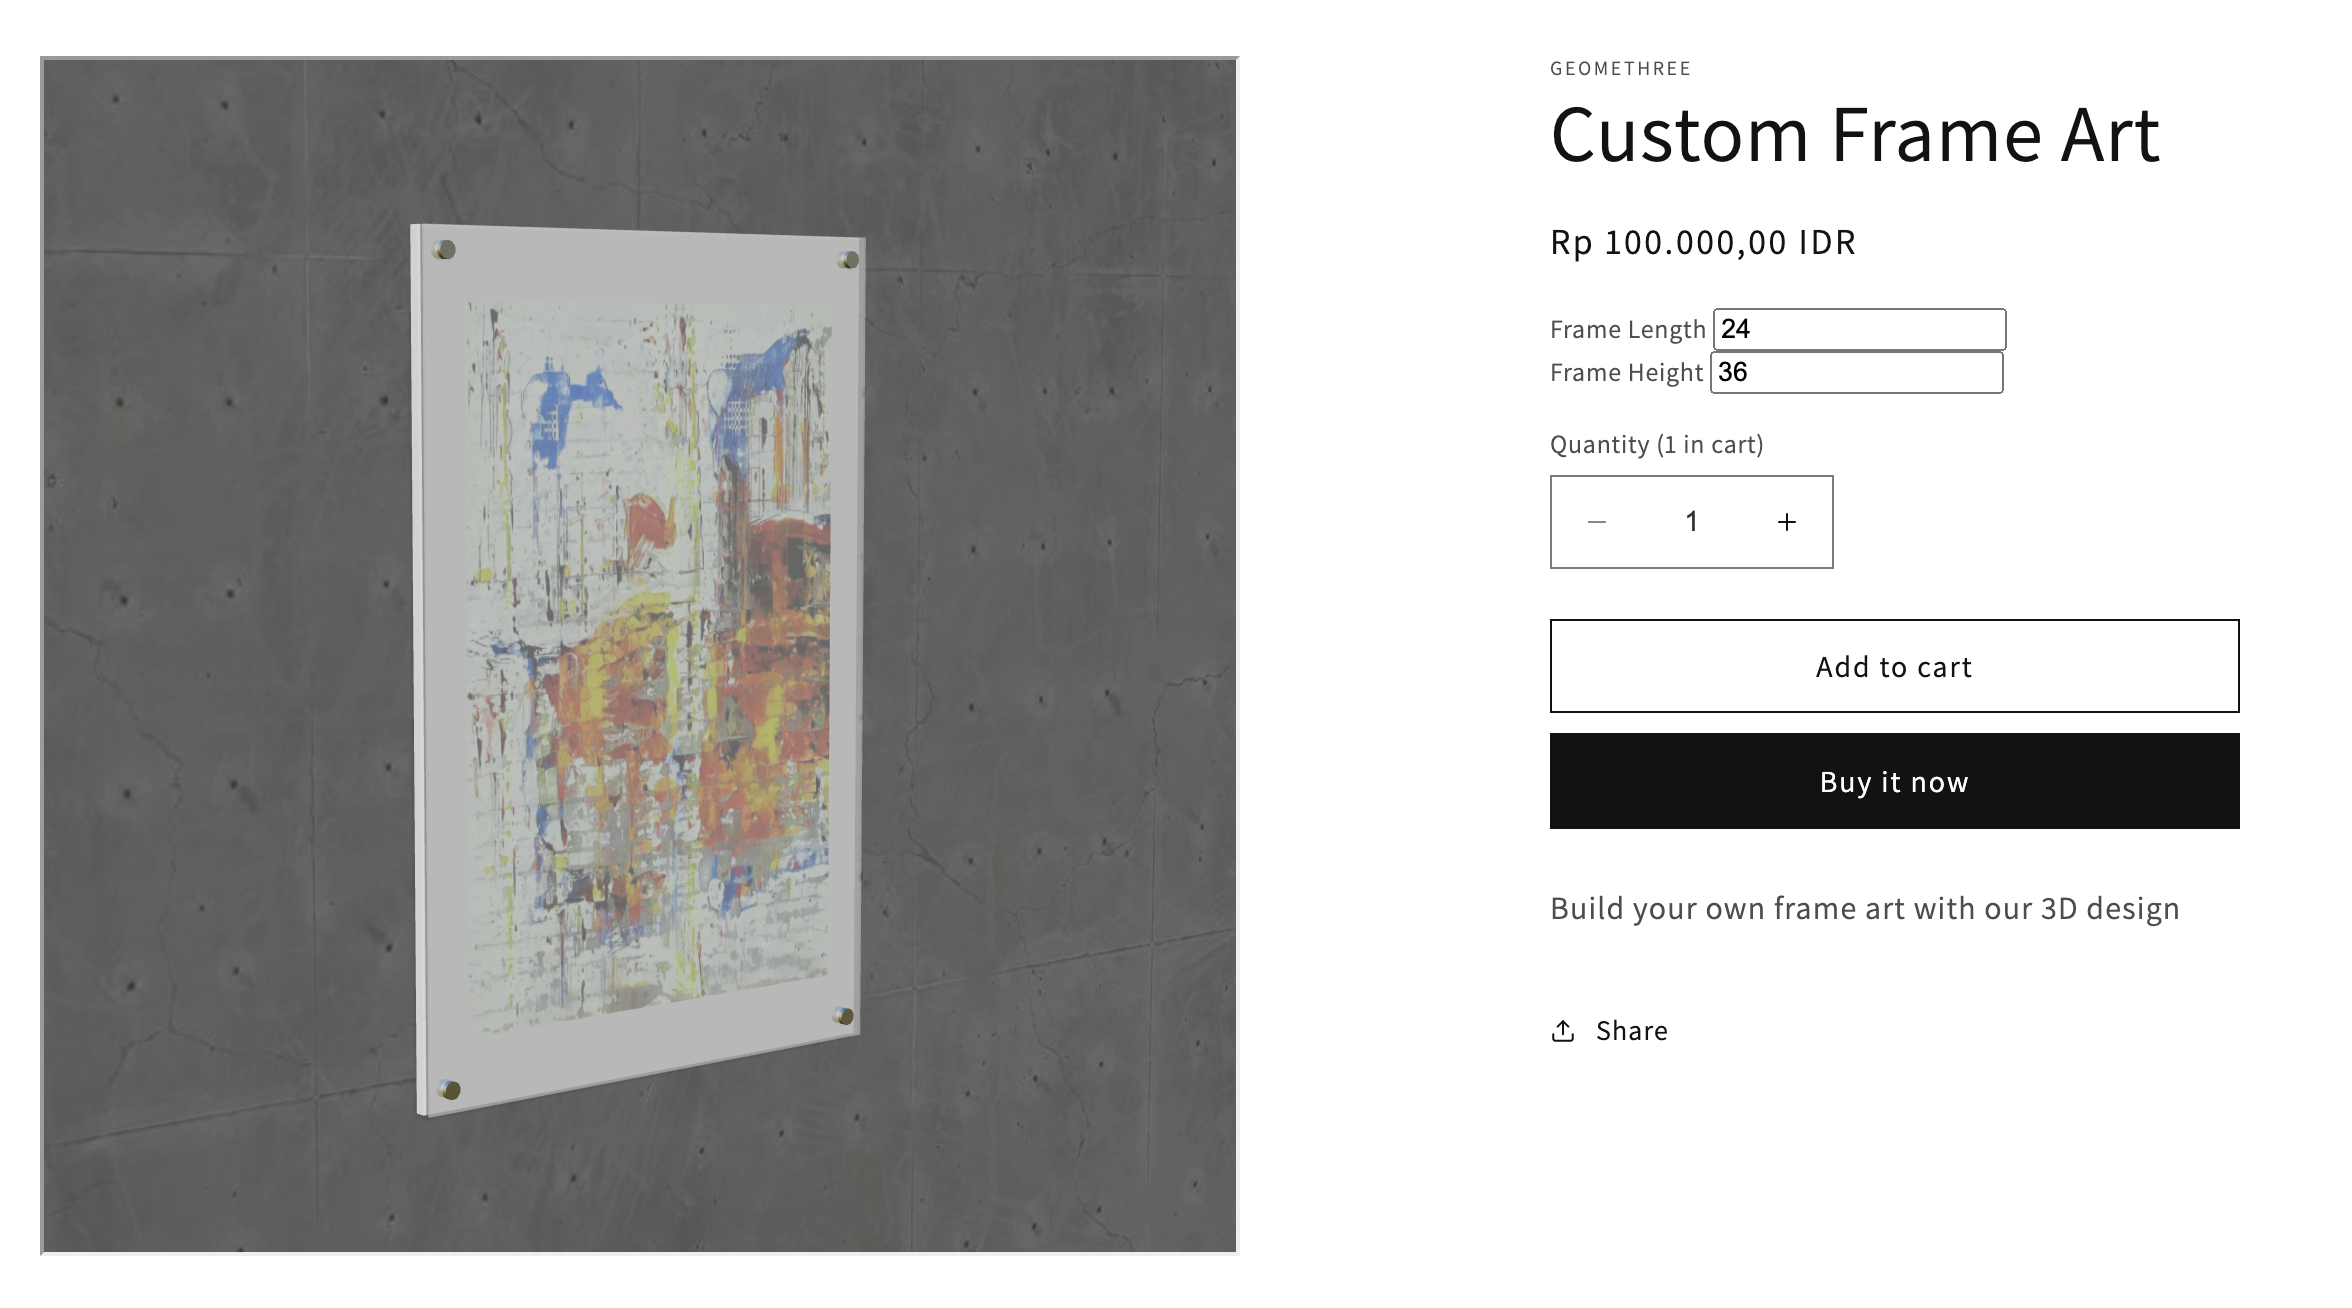 GEOMETHREE
Custom Frame Art
Rp 100.000,00 IDR
Frame Length 24
Frame Height 36
Quantity (1 in cart)
− 1 +
Add to cart
Buy it now
Build your own frame art with our 3D design
Share